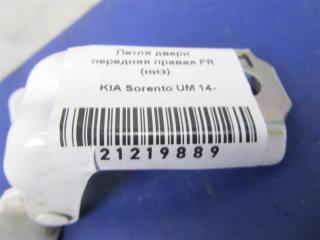 Петля двери
передняя правая FR
(низ)
KIA Sorento UM 14-
21219889